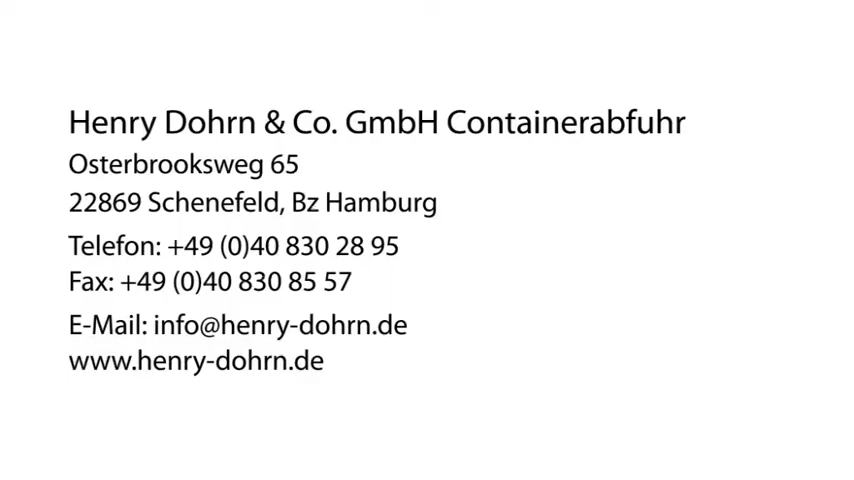 Henry Dohrn & Co. GmbH Containerabfuhr
Osterbrooksweg 65
22869 Schenefeld, Bz Hamburg
Telefon: +49 (0)40 830 28 95
Fax: +49 (0)40 830 85 57
E-Mail: info@henry-dohrn.de
www.henry-dohrn.de